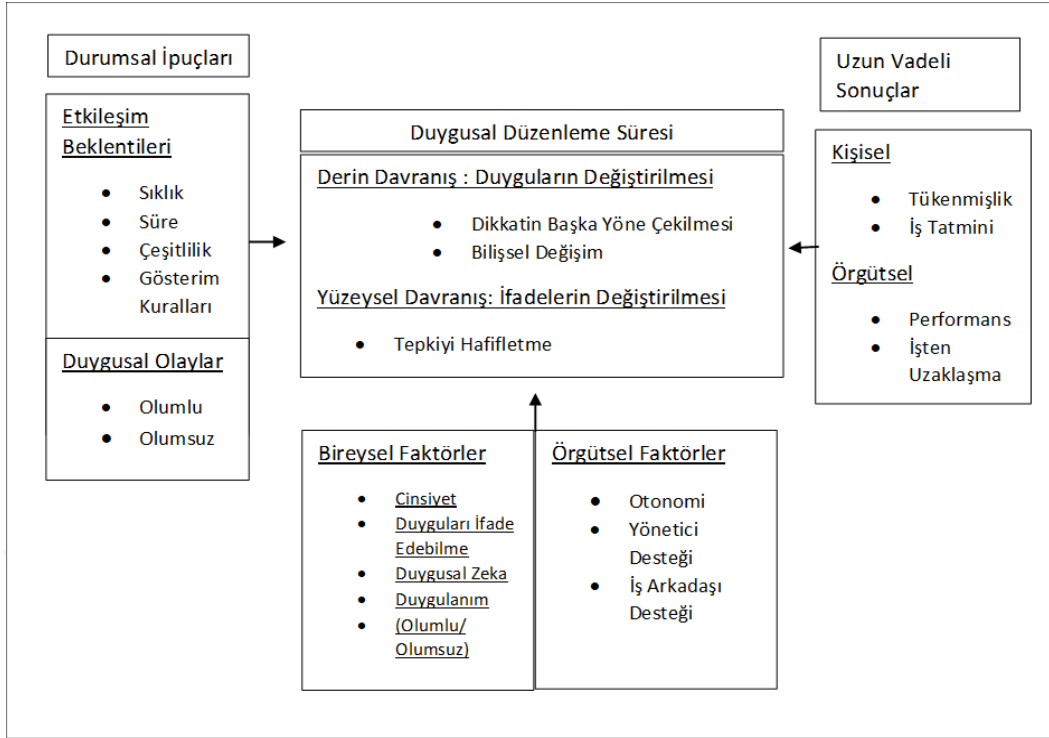 Durumsal İpuçları
Etkileşim
Beklentileri
Sıklık
Süre
Çeşitlilik
Gösterim
Kuralları
Duygusal Olaylar
Olumlu
Olumsuz
Duygusal Düzenleme Süresi
Derin Davranış : Duyguların Değiştirilmesi
Dikkatin Başka Yöne Çekilmesi
Bilişsel Değişim
Yüzeysel Davranış: İfadelerin Değiştirilmesi
Tepkiyi Hafifletme
Bireysel Faktörler
Cinsiyet
Duyguları İfade
Edebilme
Duygusal Zeka
Duygulanım
(Olumlu/
Olumsuz)
Örgütsel Faktörler
Otonomi
Yönetici
Desteği
İş Arkadaşı
Desteği
Uzun Vadeli
Sonuçlar
Kişisel
Tükenmişlik
İş Tatmini
Örgütsel
Performans
İşten
Uzaklaşma